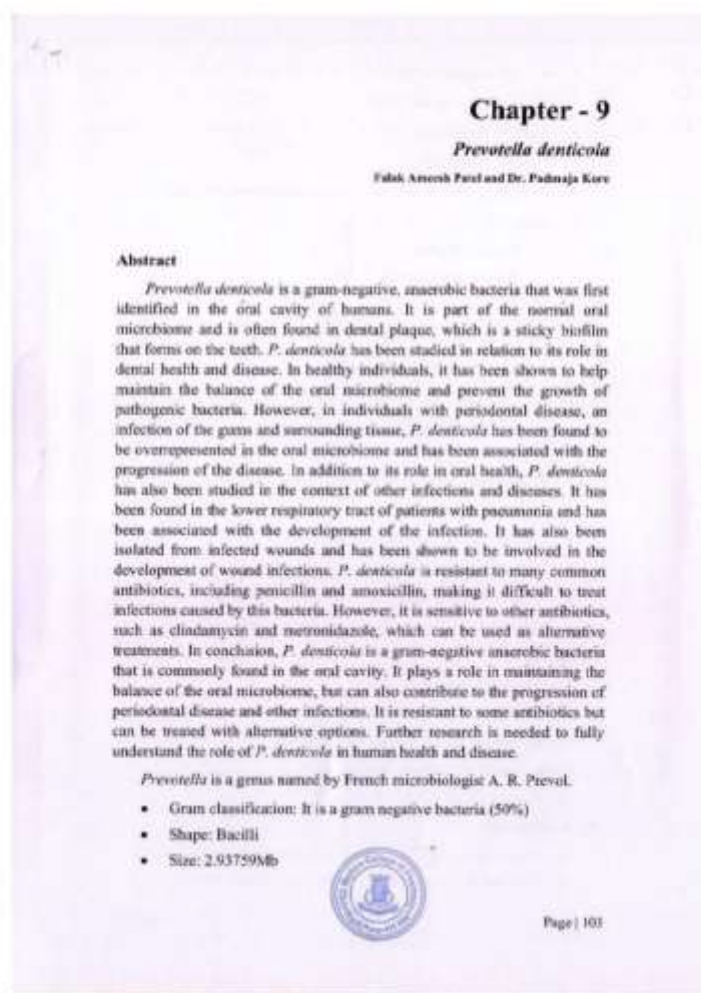 Chapter - 9
Prevotella denticola
Falak Ameesh Patel and Dr. Padmaja Kore
Abstract
Prevotella denticola is a gram-negative, anaerobic bacteria that was first
identified in the oral cavity of humans. It is part of the normal oral
microbiome and is often found in dental plaque, which is a sticky biofilm
that forms on the teeth. P. denticola has been studied in relation to its role in
dental health and disease. In healthy individuals, it has been shown to help
maintain the balance of the oral microbiome and prevent the growth of
pathogenic bacteria. However, in individuals with periodontal disease, an
infection of the gums and surrounding tissue, P. denticola has been found to
be overrepresented in the oral microbiome and has been associated with the
progression of the disease. In addition to its role in oral health, P. denticola
has also been studied in the context of other infections and diseases. It has
been found in the lower respiratory tract of patients with pneumonia and has
been associated with the development of the infection. It has also been
isolated from infected wounds and has been shown to be involved in the
development of wound infections. P. denticola is resistant to many common
antibiotics, including penicillin and amoxicillin, making it difficult to treat
infections caused by this bacteria. However, it is sensitive to other antibiotics,
such as clindamycin and metronidazole, which can be used as alternative
treatments. In conclusion, P. denticola is a gram-negative anaerobic bacteria
that is commonly found in the oral cavity. It plays a role in maintaining the
balance of the oral microbiome, but can also contribute to the progression of
periodontal disease and other infections. It is resistant to some antibiotics but
can be treated with alternative options. Further research is needed to fully
understand the role of P. denticola in human health and disease.
Prevotella is a genus named by French microbiologist A. R. Prevol.
• Gram classification: It is a gram negative bacteria (50%)
• Shape: Bacilli
• Size: 2.93759Mb
Page | 103